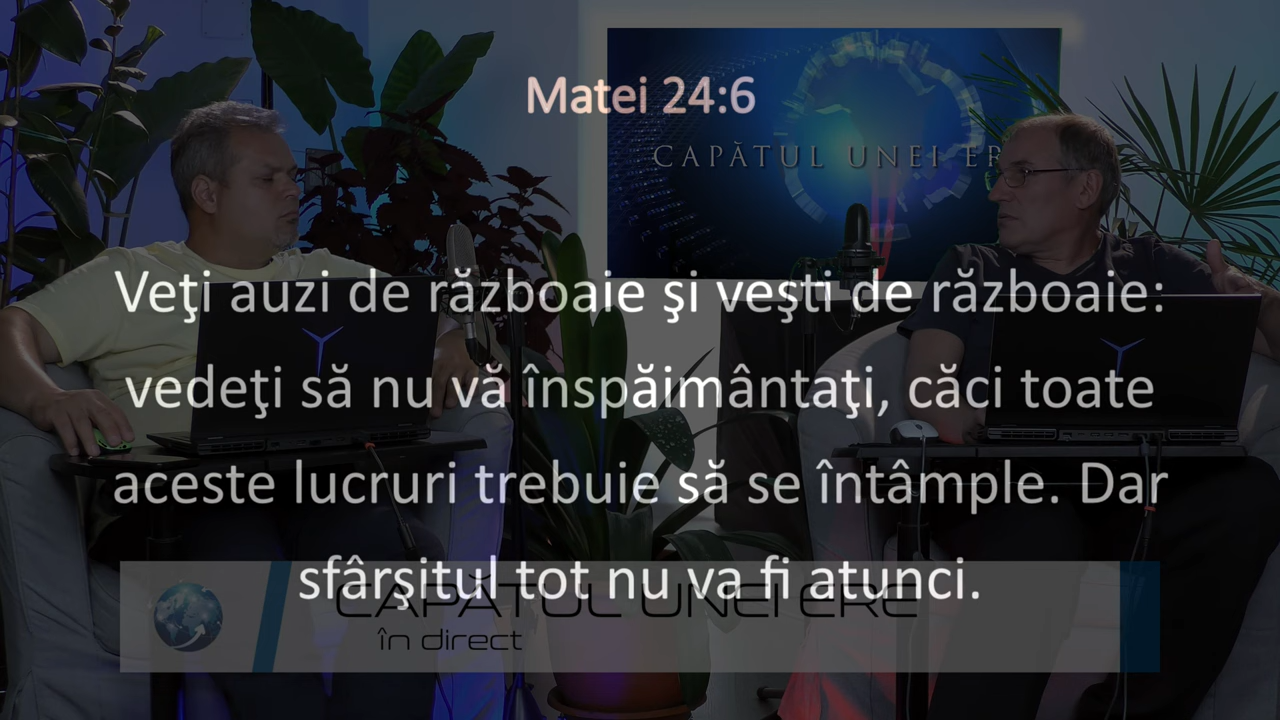 Matei 24:6
CAPĂTUL UNEI ER
Veţi auzi de războaie şi veşti de războaie:
vedeţi să nu vă înspăimântaţi, căci toate
aceste lucruri trebuie să se întâmple. Dar
sfârşitul tot nu va fi atunci.
CAPĂTUL UNEI ERE
în direct